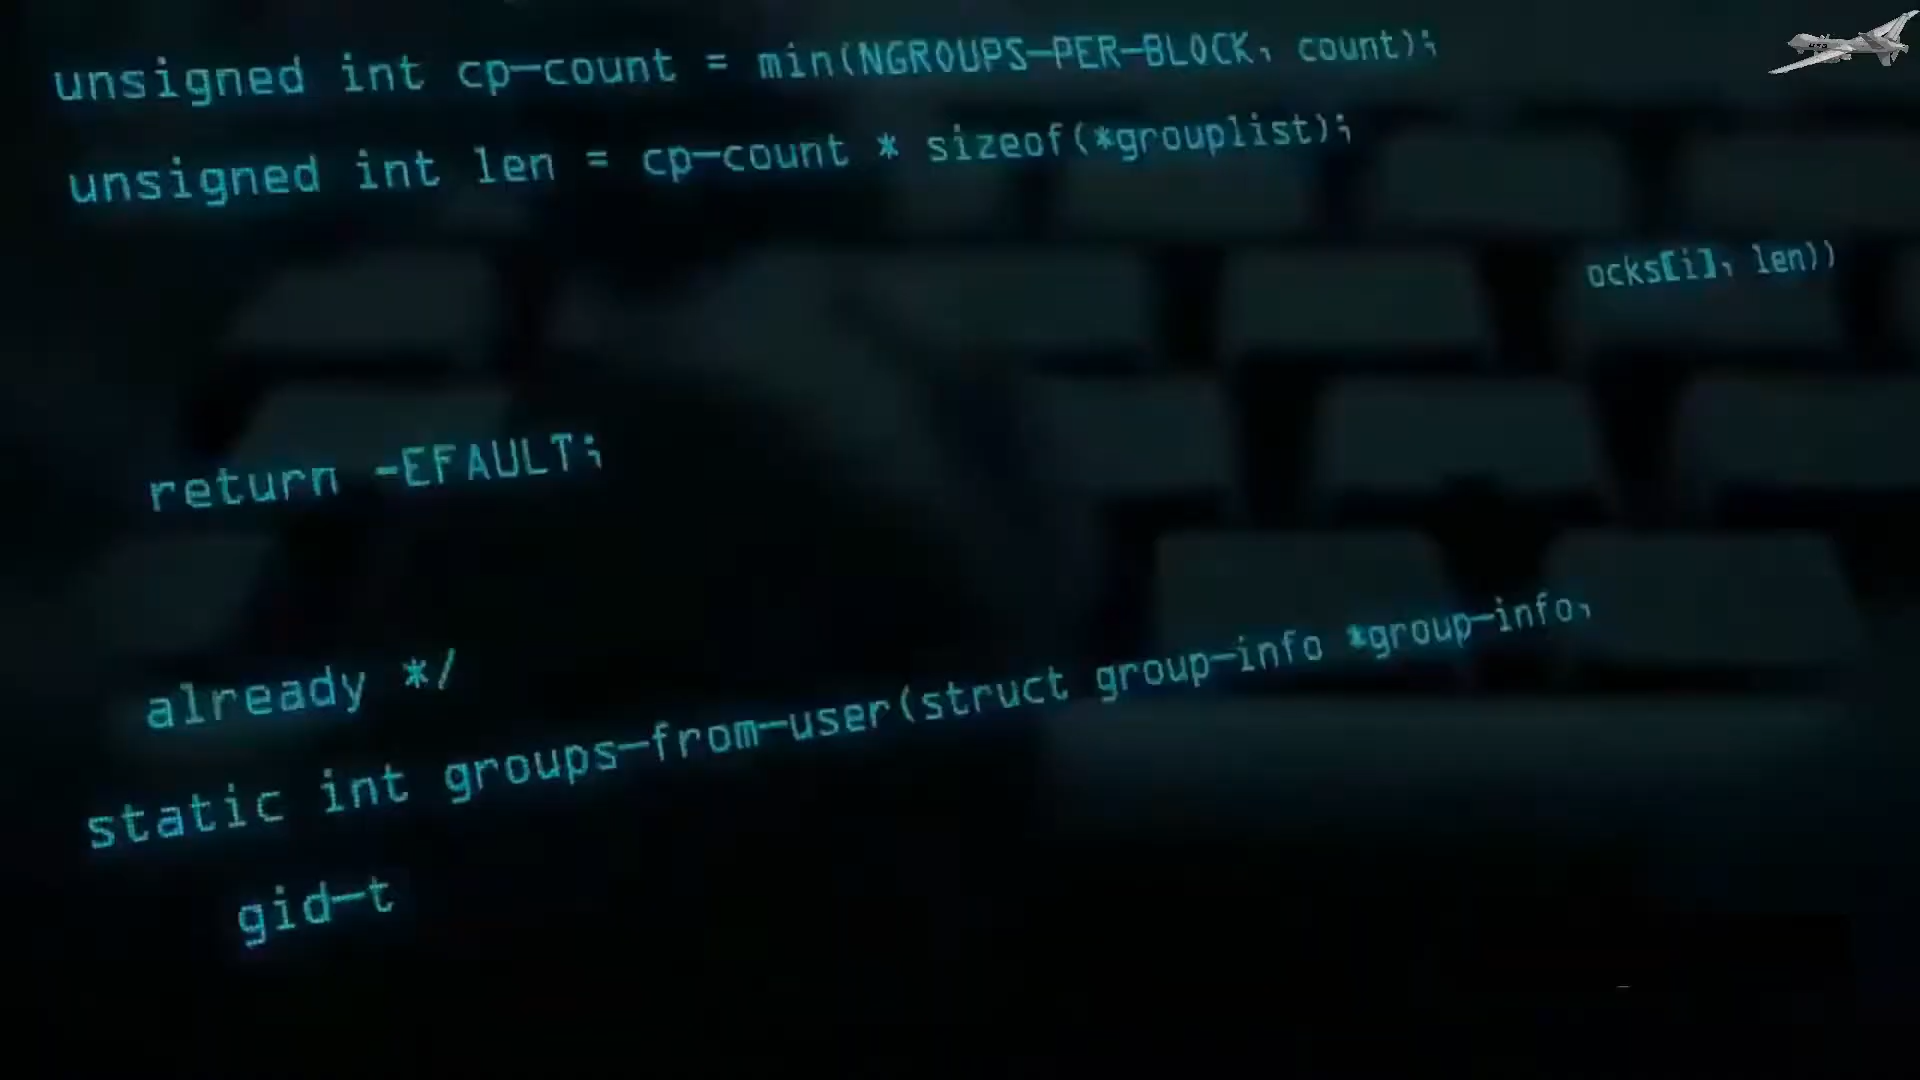 unsigned int cp-count = min(NGROUPS-PER-BLOCK, count);
unsigned int len = cp-count * sizeof(*grouplist);
ocks[i], len))
return -EFAULT;
already */
static int groups-from-user(struct group-info *group-info,
gid-t